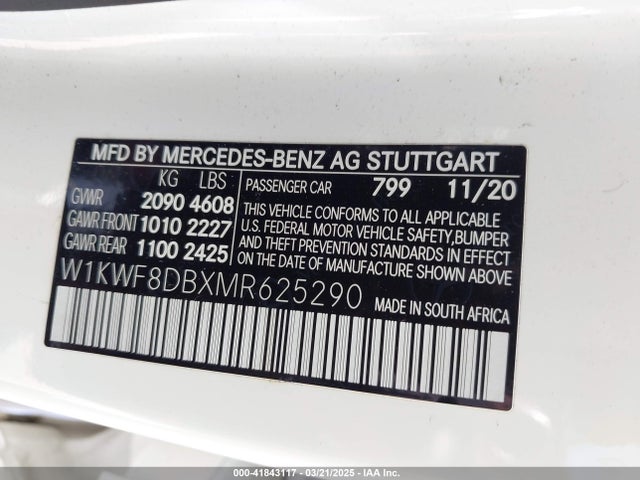 MFD BY MERCEDES-BENZ AG STUTTGART
KG LBS
GVWR 2090 4608
GAWR FRONT 1010 2227
GAWR REAR 1100 2425
PASSENGER CAR 799 11/20
THIS VEHICLE CONFORMS TO ALL APPLICABLE
U.S. FEDERAL MOTOR VEHICLE SAFETY, BUMPER
AND THEFT PREVENTION STANDARDS IN EFFECT
ON THE DATE OF MANUFACTURE SHOWN ABOVE.
W1KWF8DBXMR625290
MADE IN SOUTH AFRICA
000-41843117 | 03/21/2025 | IAAI.COM